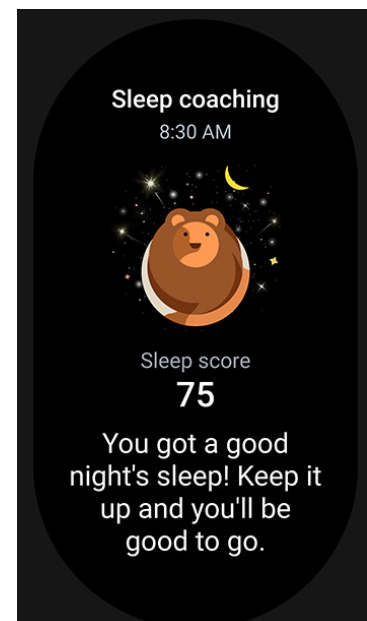 Sleep coaching
8:30 AM
Sleep score
75
You got a good
night's sleep! Keep it
up and you'll be
good to go.